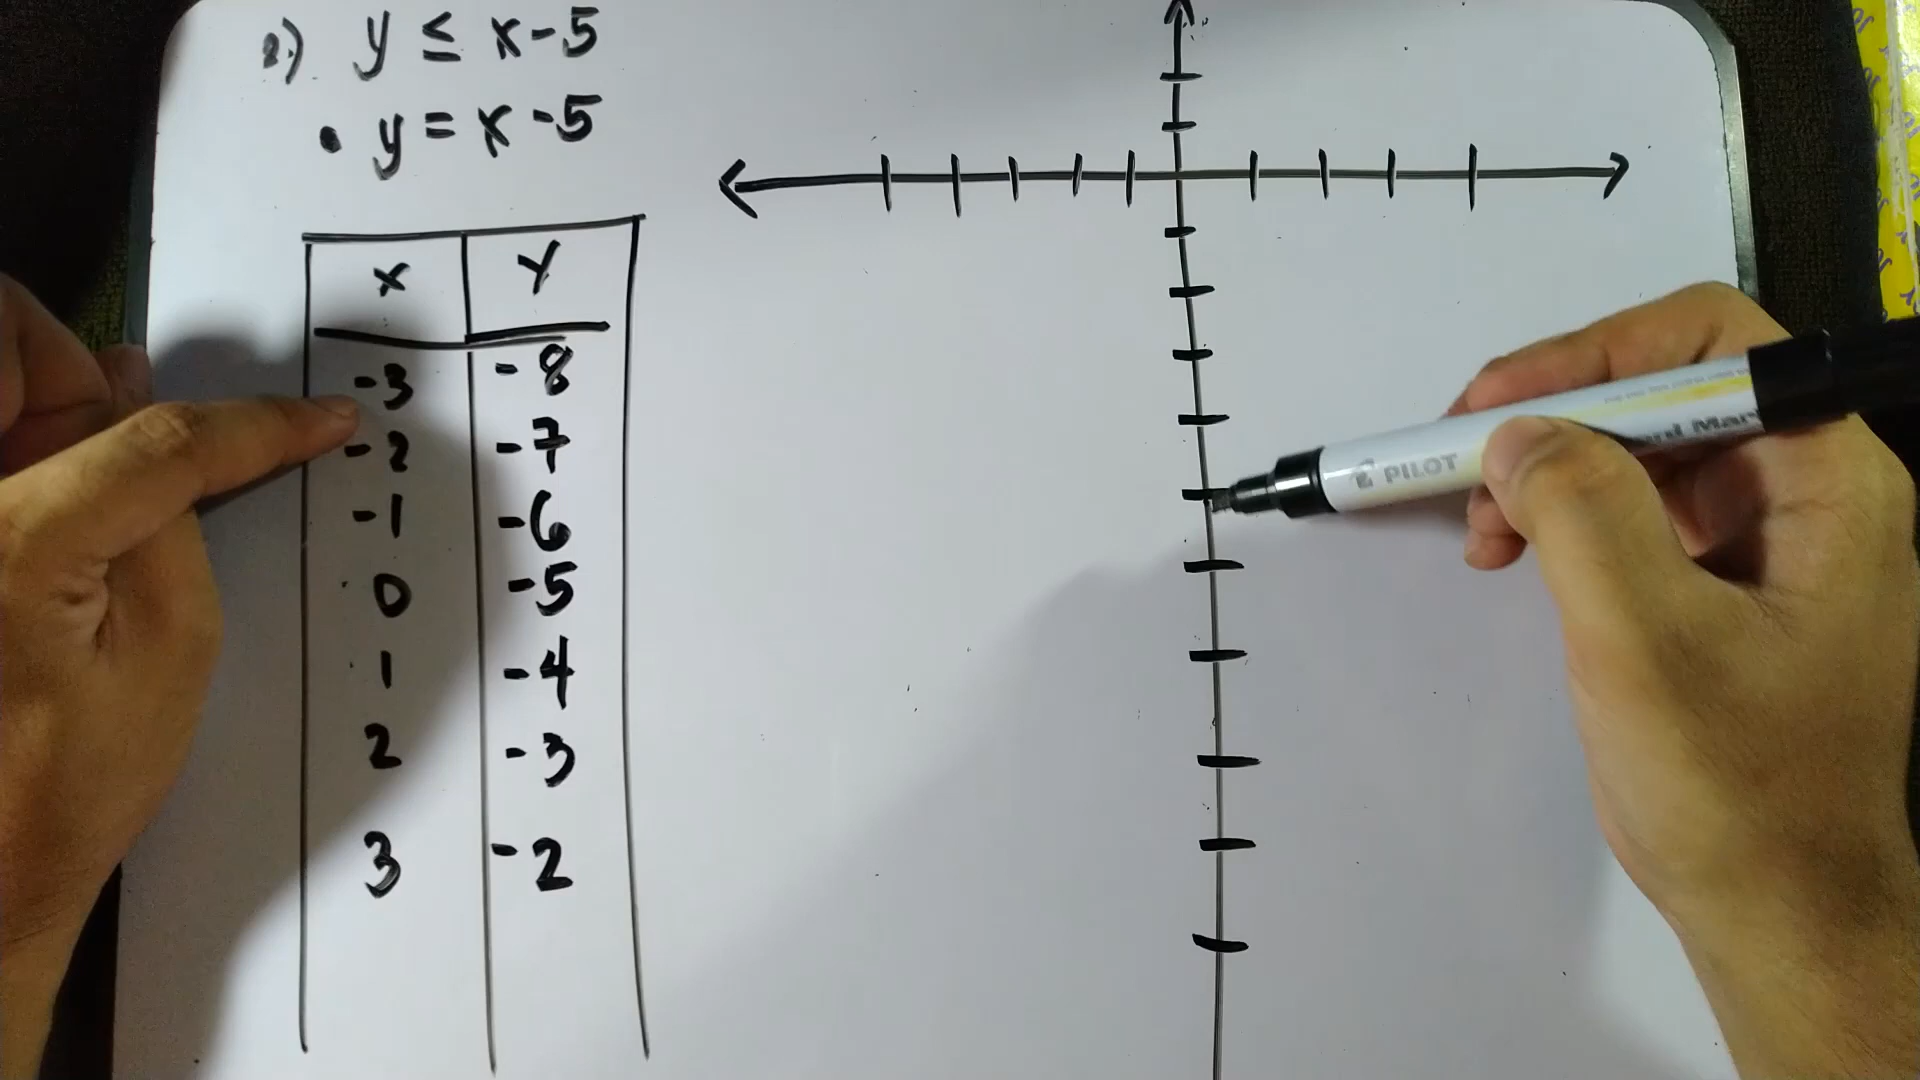 2.) y ≤ x-5
• y = x-5
x y
-3 -8
-2 -7
-1 -6
0 -5
1 -4
2 -3
3 -2
PILOT